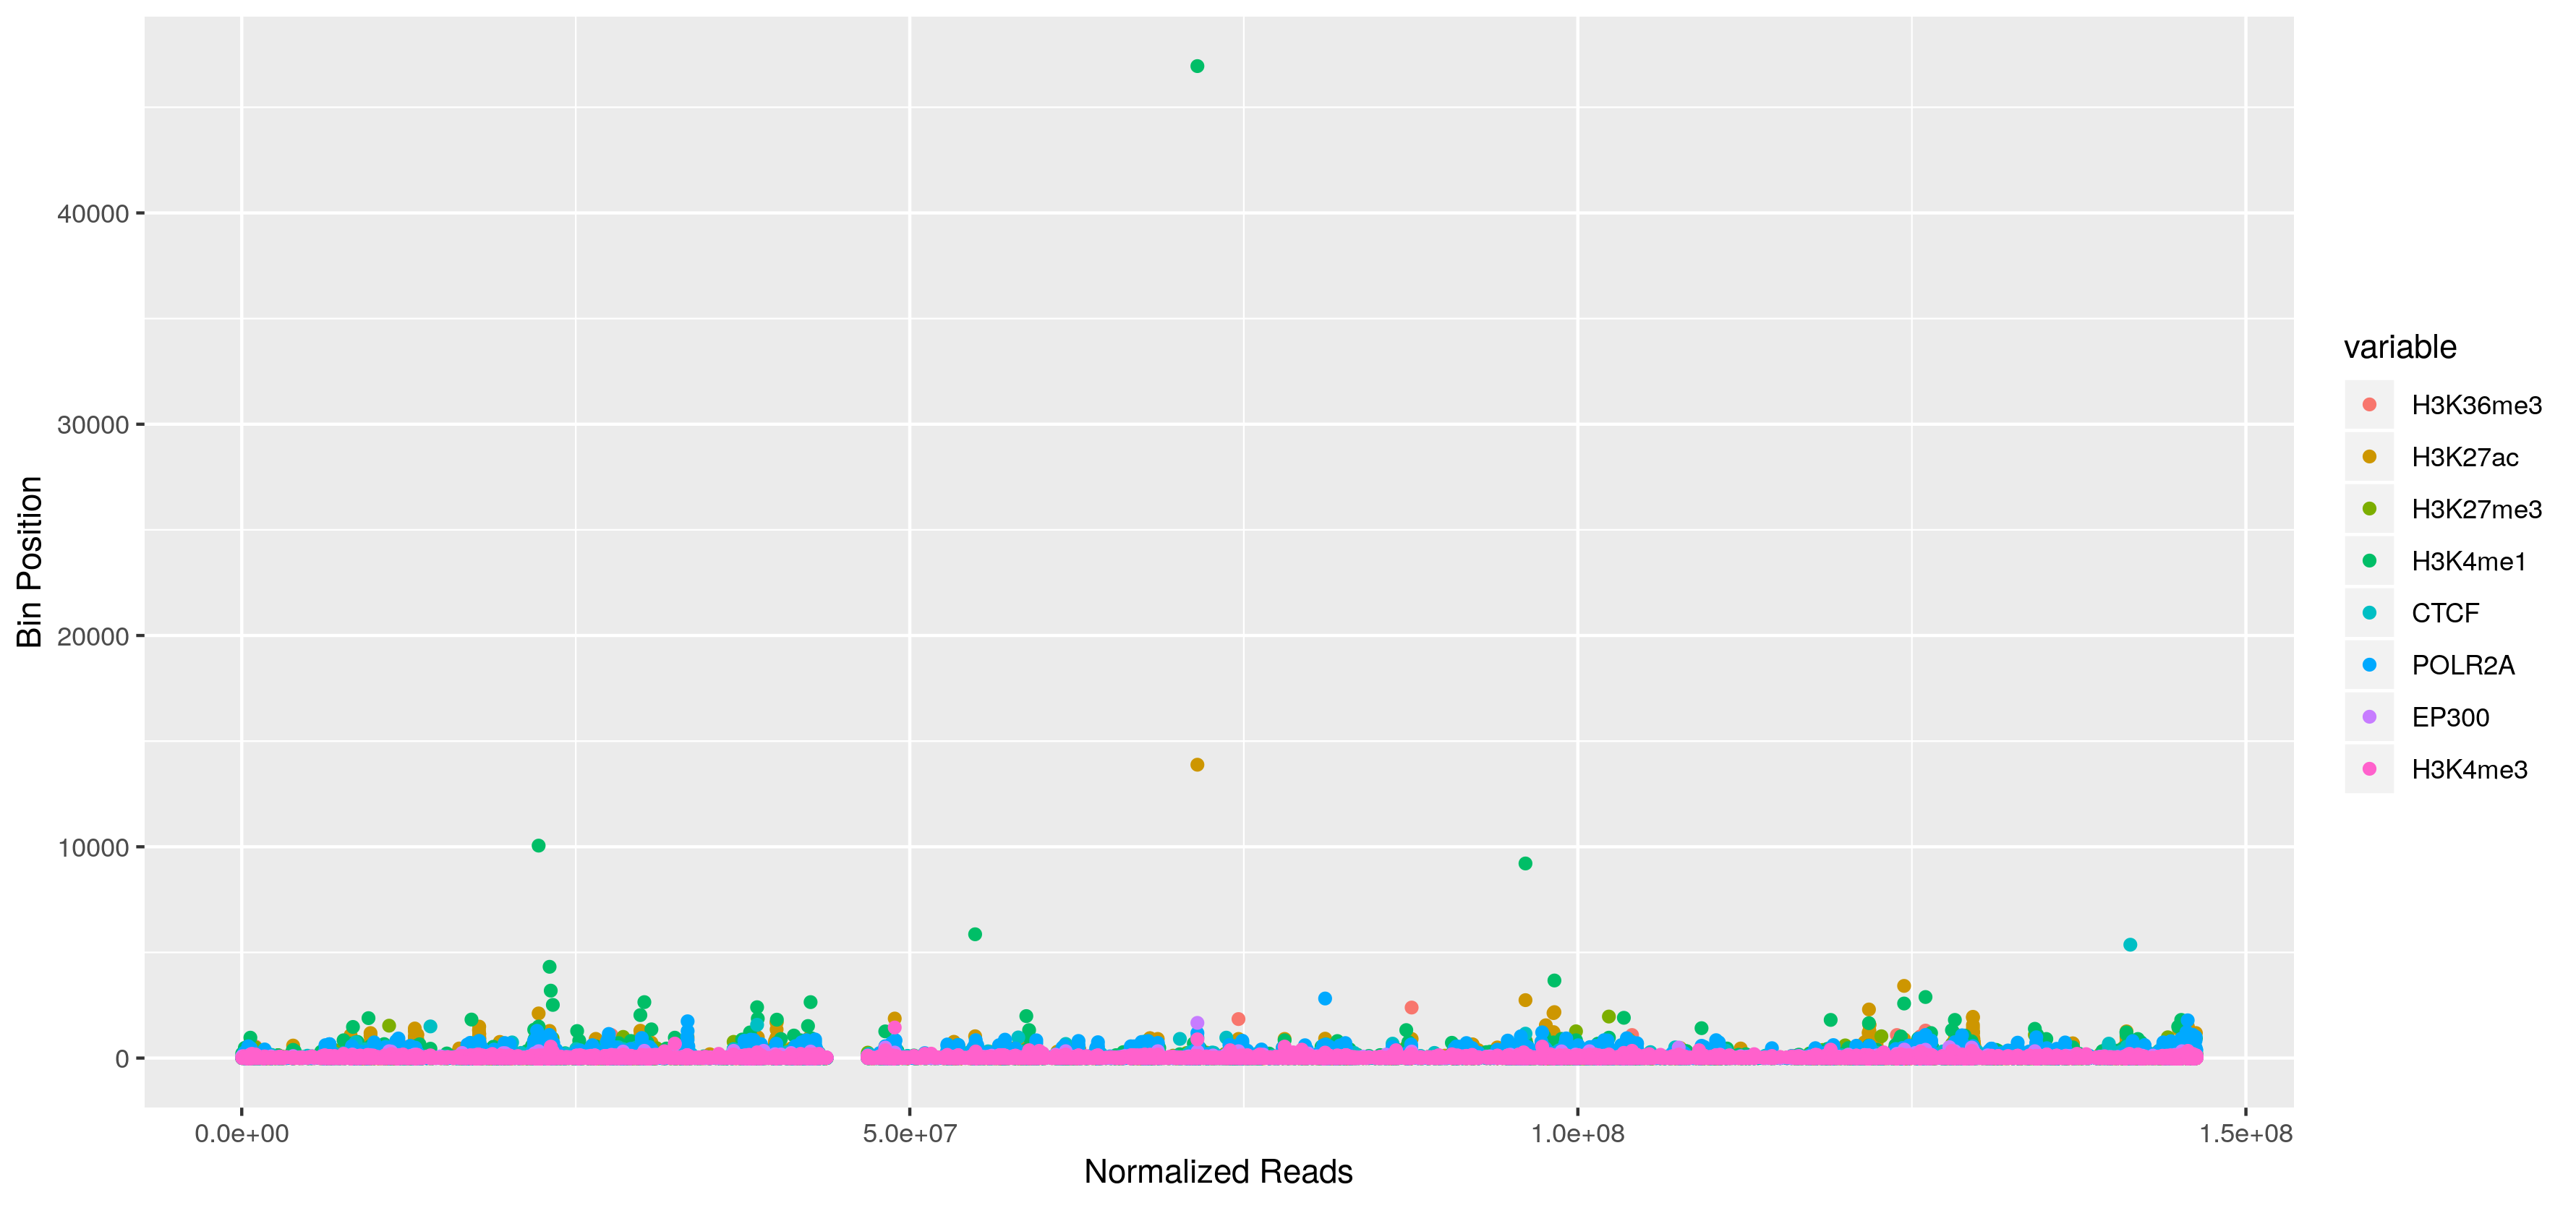 40000
30000
20000
10000
0
Bin Position
0.0e+00
5.0e+07
1.0e+08
1.5e+08
Normalized Reads
variable
H3K36me3
H3K27ac
H3K27me3
H3K4me1
CTCF
POLR2A
EP300
H3K4me3